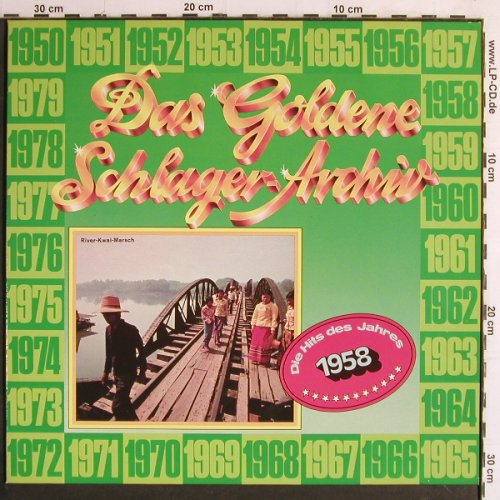 30 cm
20 cm
10 cm
1950 1951 1952 1953 1954 1955 1956 1957
1979
1958
1978
1959
1977
1960
1976
1961
1975
1962
1974
1963
1973
1964
1972 1971 1970 1969 1968 1967 1966 1965
Das Goldene
Schlager-Archiv
River-Kwai-Marsch
Die Hits des Jahres
1958
www.LP-CD.de
10 cm
20 cm
30 cm